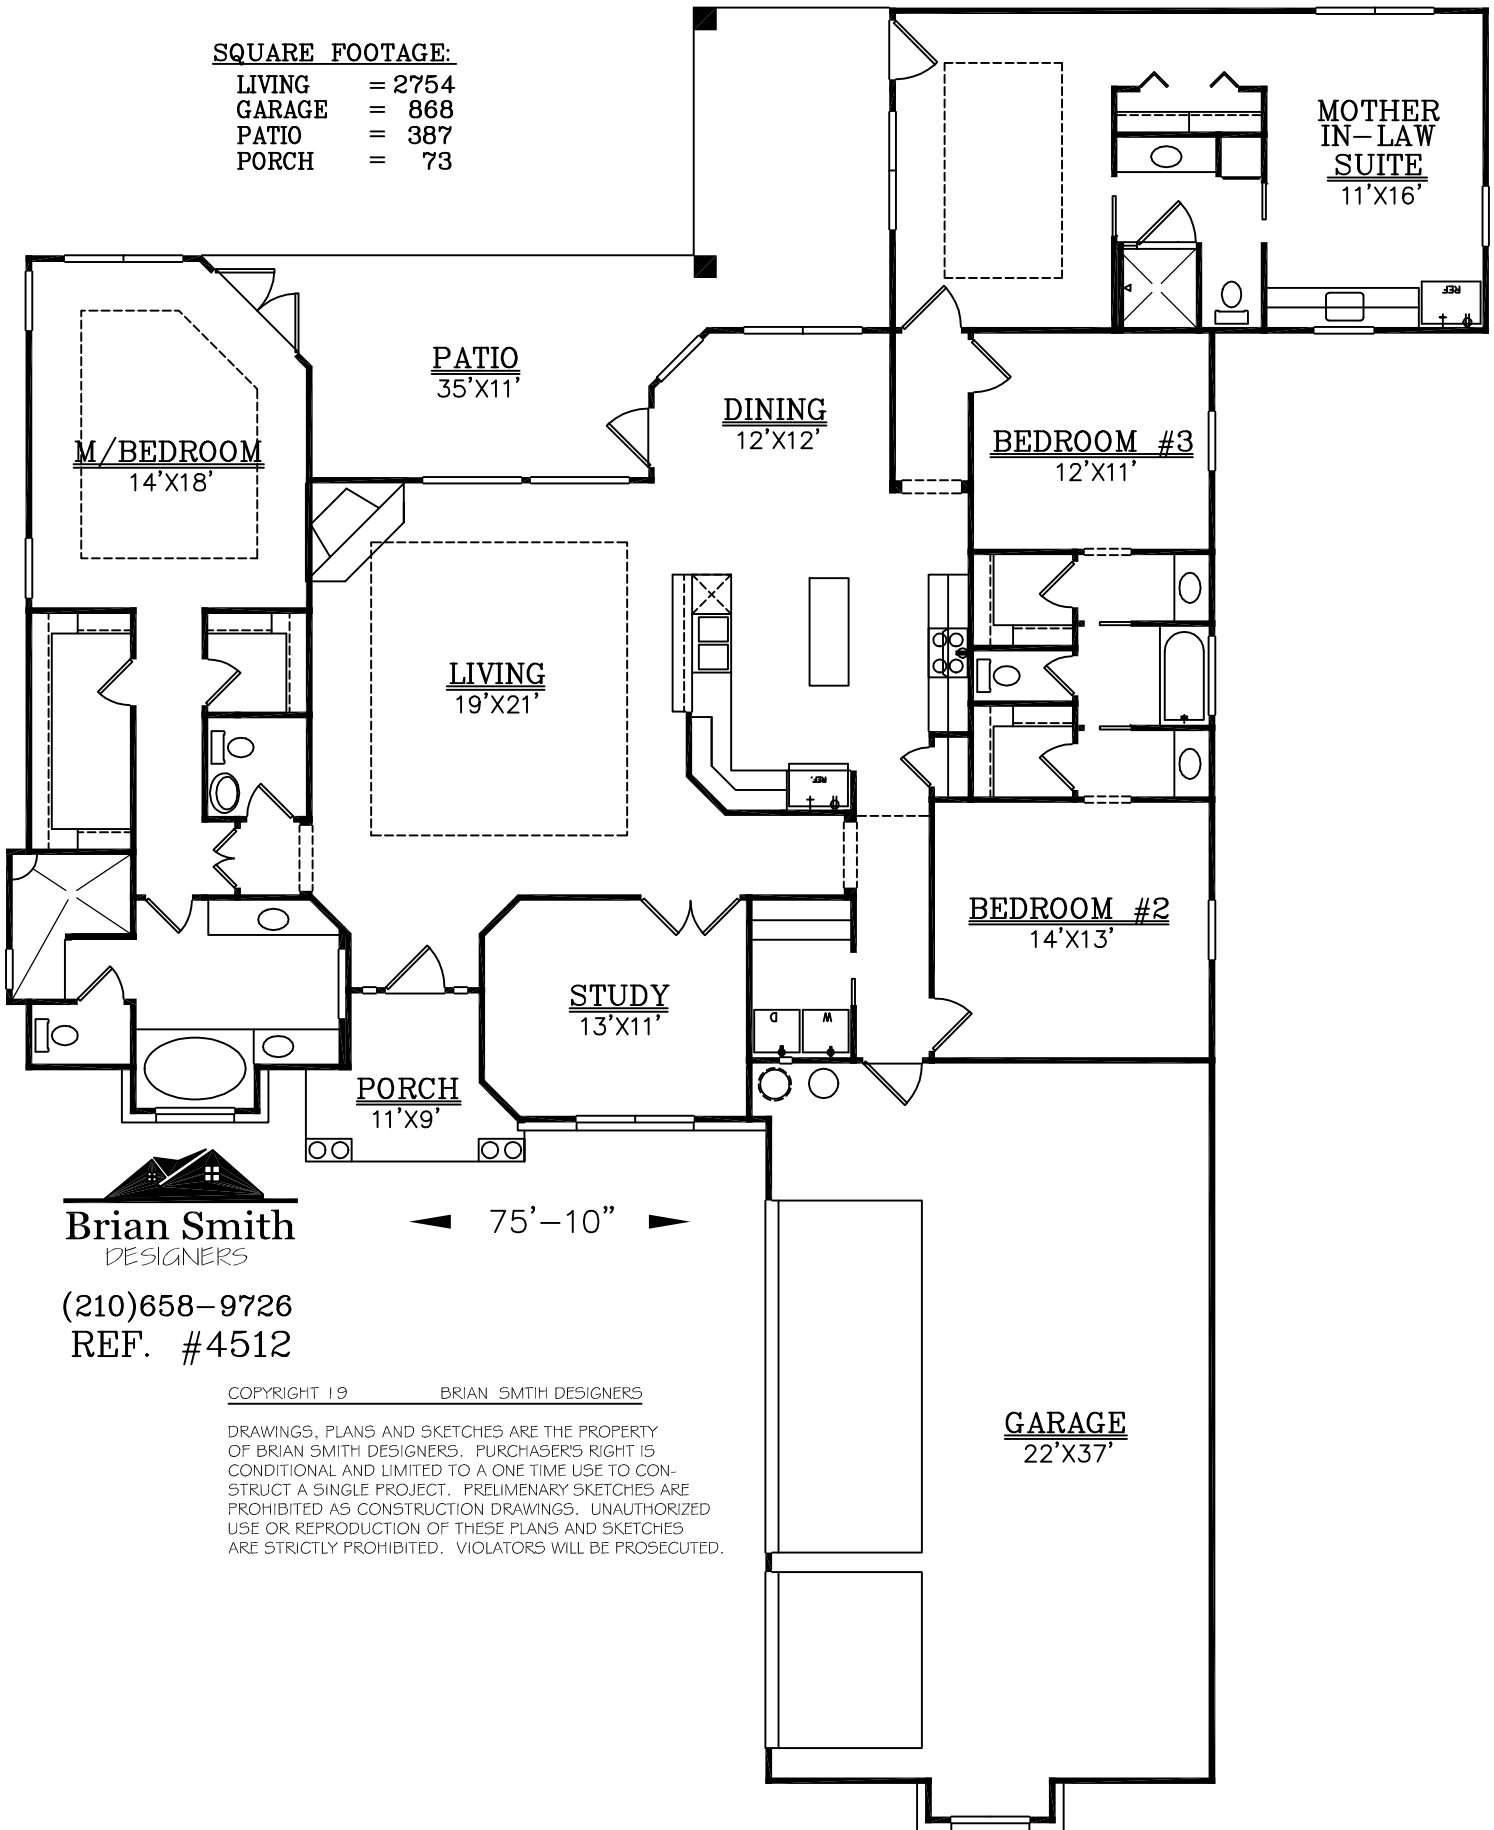 SQUARE FOOTAGE:
LIVING = 2754
GARAGE = 868
PATIO = 387
PORCH = 73
MOTHER
IN-LAW
SUITE
11'X16'
REF
PATIO
35'X11'
DINING
12'X12'
BEDROOM #3
12'X11'
M/BEDROOM
14'X18'
LIVING
19'X21'
REF.
BEDROOM #2
14'X13'
STUDY
13'X11'
D
W
PORCH
11'X9'
Brian Smith
DESIGNERS
75'-10"
(210)658-9726
REF. #4512
COPYRIGHT 19 BRIAN SMTIH DESIGNERS
DRAWINGS, PLANS AND SKETCHES ARE THE PROPERTY
OF BRIAN SMITH DESIGNERS. PURCHASER'S RIGHT IS
CONDITIONAL AND LIMITED TO A ONE TIME USE TO CON-
STRUCT A SINGLE PROJECT. PRELIMENARY SKETCHES ARE
PROHIBITED AS CONSTRUCTION DRAWINGS. UNAUTHORIZED
USE OR REPRODUCTION OF THESE PLANS AND SKETCHES
ARE STRICTLY PROHIBITED. VIOLATORS WILL BE PROSECUTED.
GARAGE
22'X37'